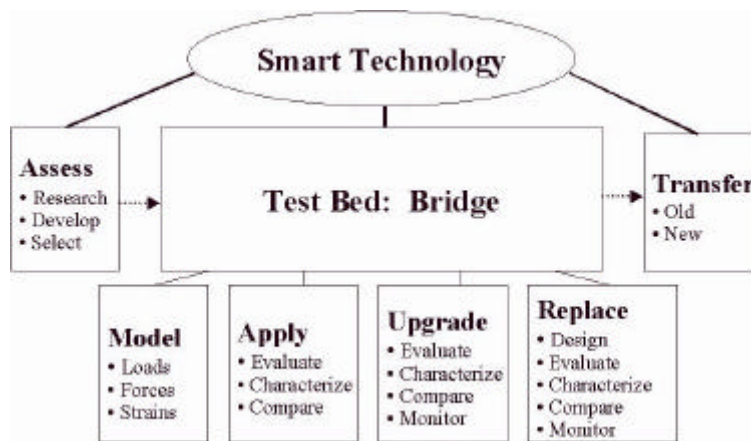 Smart Technology
Assess
• Research
• Develop
• Select
Test Bed: Bridge
Transfer
• Old
• New
Model
• Loads
• Forces
• Strains
Apply
• Evaluate
• Characterize
• Compare
Upgrade
• Evaluate
• Characterize
• Compare
• Monitor
Replace
• Design
• Evaluate
• Characterize
• Compare
• Monitor